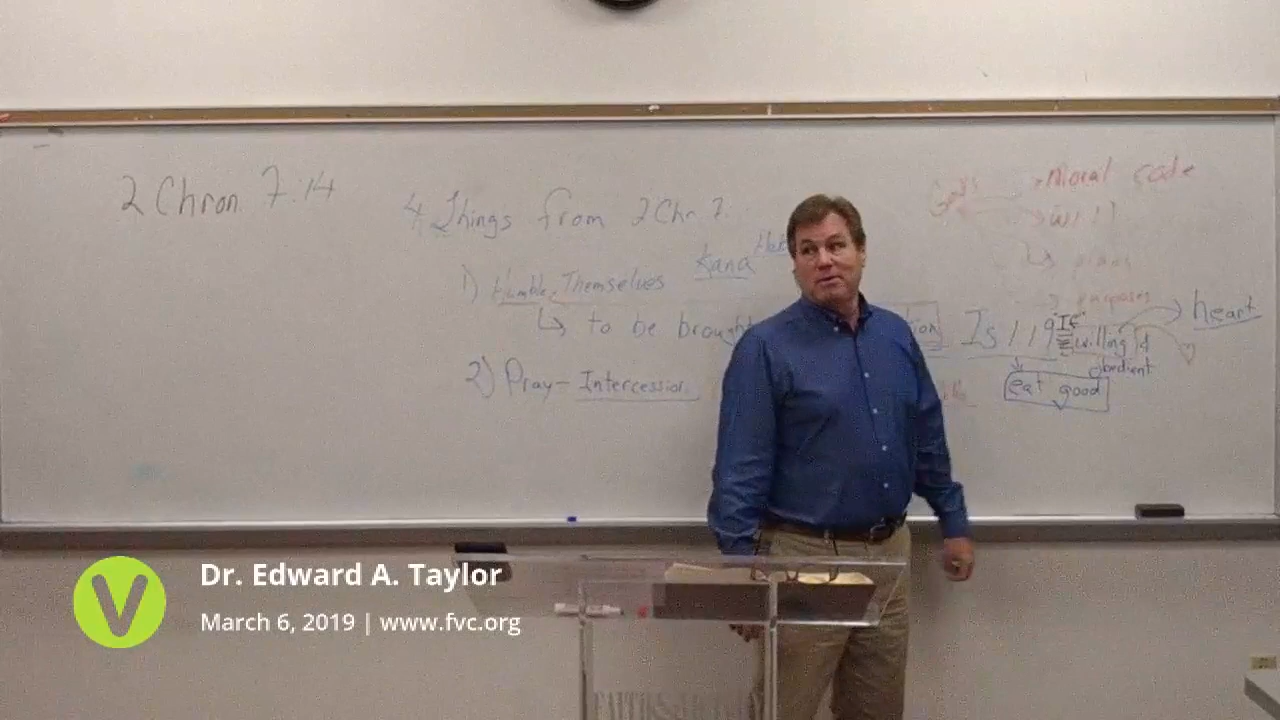 2 Chron. 7:14
4 Things from 2 Chr. 7:
Moral code
will
Kana
1) Humble Themselves
purposes
heart
↳ to be brought
Is 1 19 "If"
willing &
obedient
2) Pray - Intercession
eat good
V
Dr. Edward A. Taylor
March 6, 2019 | www.fvc.org